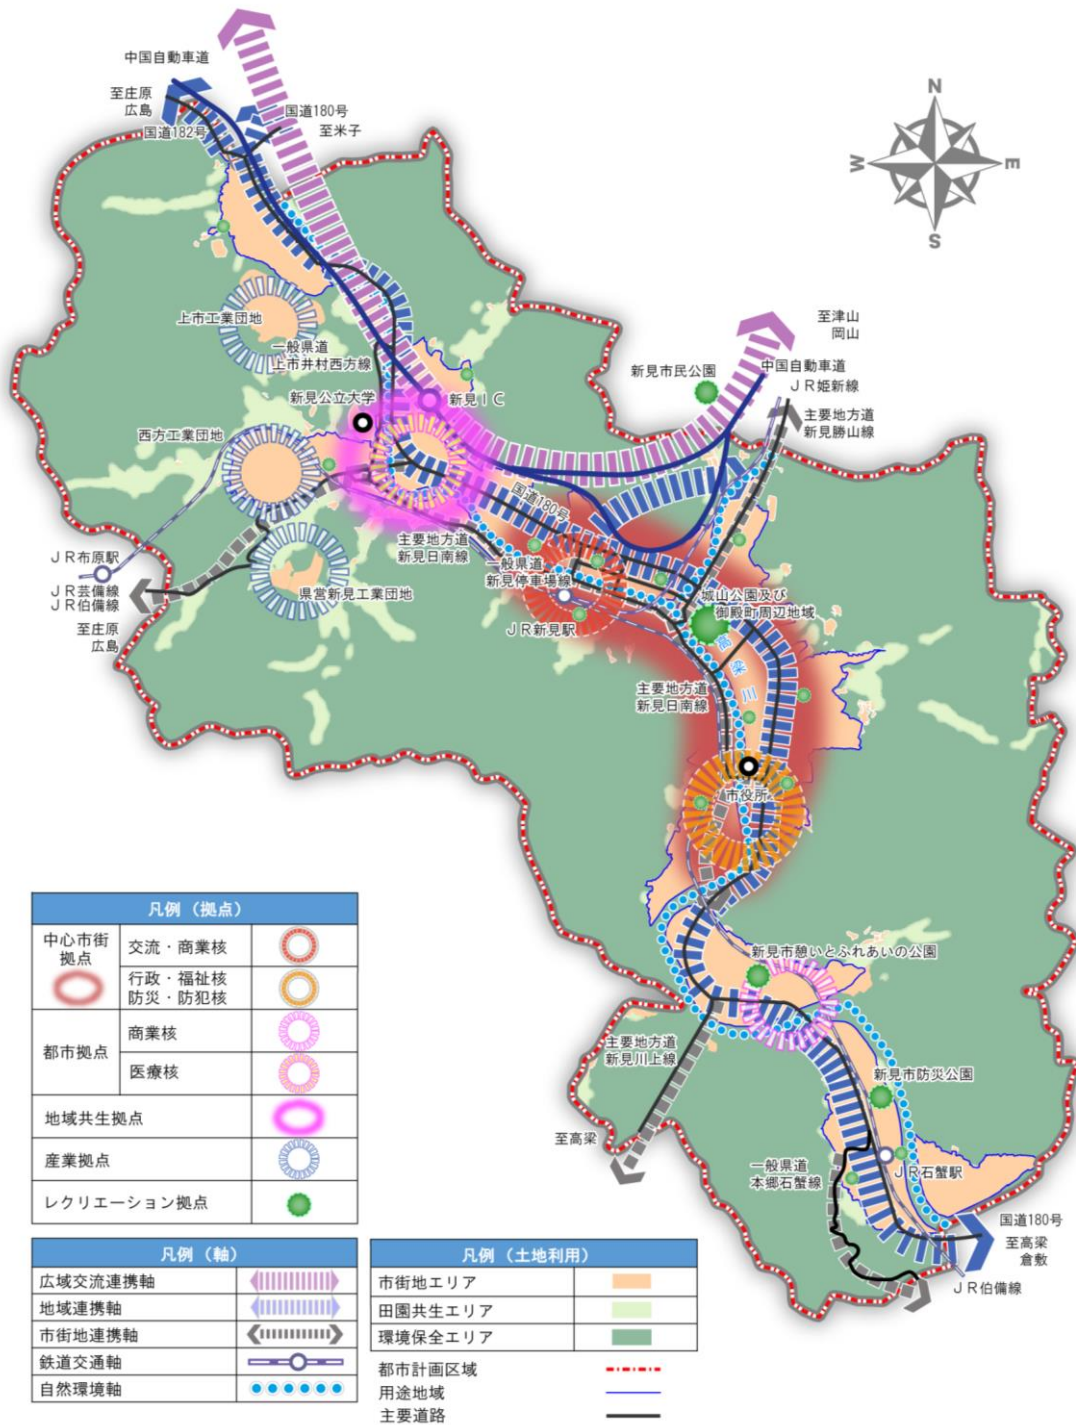 中国自動車道
至庄原
広島
国道182号
国道180号
至米子
N
W
E
S
上市工業団地
一般県道
上市井村西方線
新見公立大学
新見IC
西方工業団地
新見市民公園
至津山
岡山
中国自動車道
JR姫新線
主要地方道
新見勝山線
国道180号
主要地方道
新見日南線
一般県道
新見停車場線
JR布原駅
JR芸備線
JR伯備線
至庄原
広島
県営新見工業団地
JR新見駅
城山公園及び
御殿町周辺地域
高梁川
主要地方道
新見日南線
市役所
新見市憩いとふれあいの公園
主要地方道
新見川上線
新見市防災公園
至高梁
一般県道
本郷石蟹線
JR石蟹駅
国道180号
至高梁
倉敷
JR伯備線
凡例（拠点）
中心市街
拠点
交流・商業核
行政・福祉核
防災・防犯核
都市拠点
商業核
医療核
地域共生拠点
産業拠点
レクリエーション拠点
凡例（軸）
広域交流連携軸
地域連携軸
市街地連携軸
鉄道交通軸
自然環境軸
凡例（土地利用）
市街地エリア
田園共生エリア
環境保全エリア
都市計画区域
用途地域
主要道路